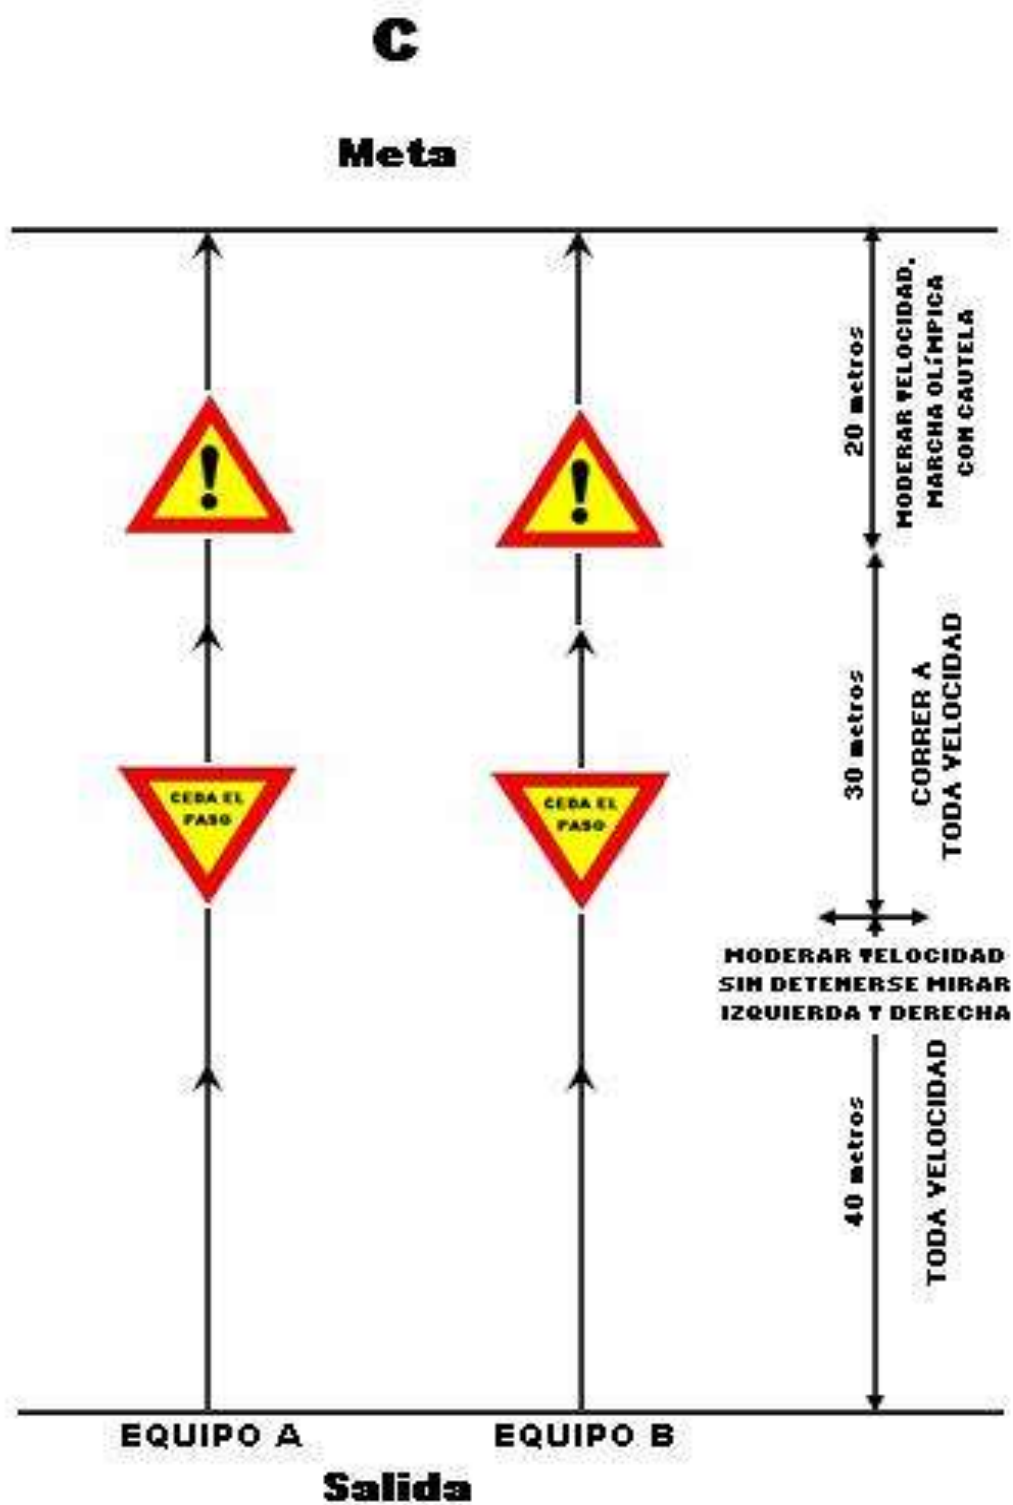 C
Meta
20 metros
MODERAR VELOCIDAD,
MARCHA OLÍMPICA
CON CAUTELA
!
!
30 metros
CORRER A
TODA VELOCIDAD
CEDA EL
PASO
CEDA EL
PASO
MODERAR VELOCIDAD
SIN DETENERSE MIRAR
IZQUIERDA Y DERECHA
40 metros
TODA VELOCIDAD
EQUIPO A
EQUIPO B
Salida